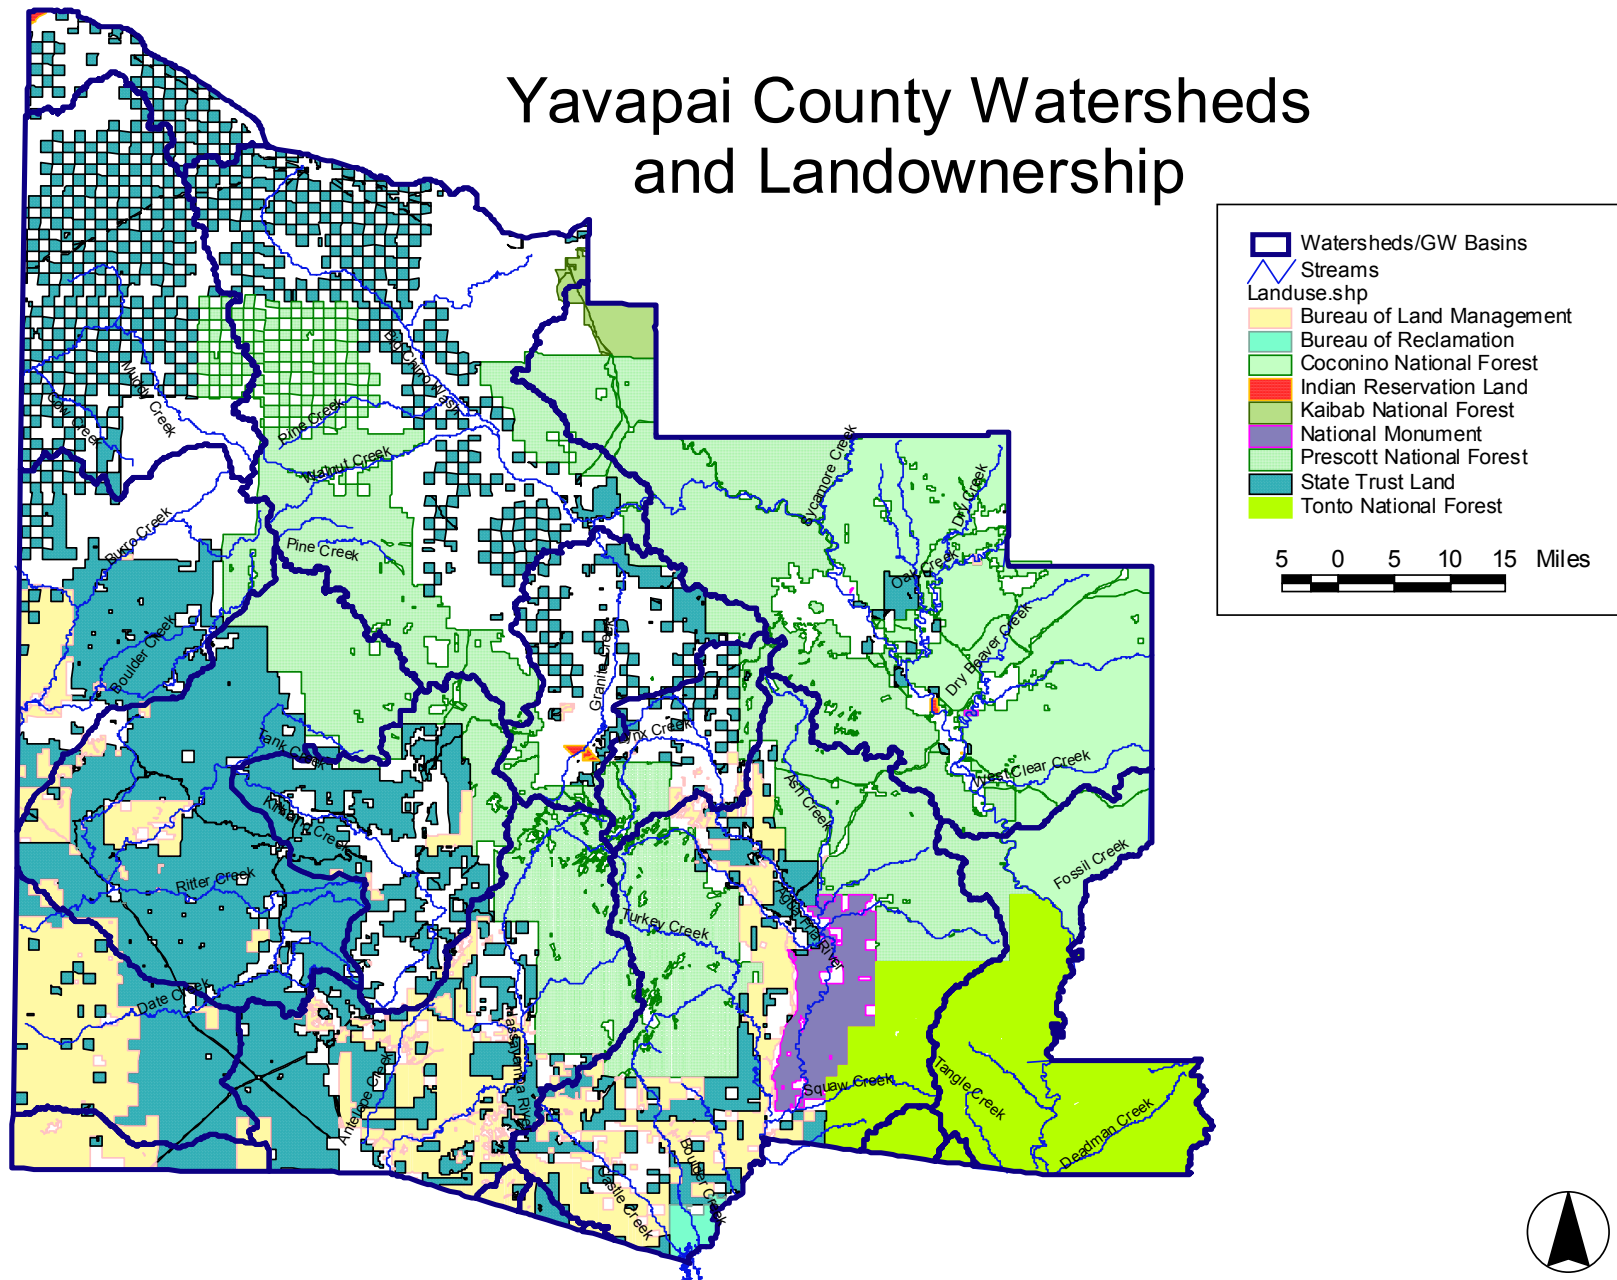 Yavapai County Watersheds
and Landownership
Watersheds/GW Basins
Streams
Landuse.shp
Bureau of Land Management
Bureau of Reclamation
Coconino National Forest
Indian Reservation Land
Kaibab National Forest
National Monument
Prescott National Forest
State Trust Land
Tonto National Forest
5 0 5 10 15 Miles
Big Chino Wash
Muddy Creek
Cow Creek
Pine Creek
Walnut Creek
Sycamore Creek
Dry Creek
Burro Creek
Pine Creek
Oak Creek
Boulder Creek
Granite Creek
Dry Beaver Creek
Tank Creek
Lynx Creek
West Clear Creek
Kirkland Creek
Ash Creek
Ritter Creek
Fossil Creek
Turkey Creek
Agua Fria River
Date Creek
Hassayampa River
Antelope Creek
Squaw Creek
Tangle Creek
Deadman Creek
Castle Creek
Boulder Creek